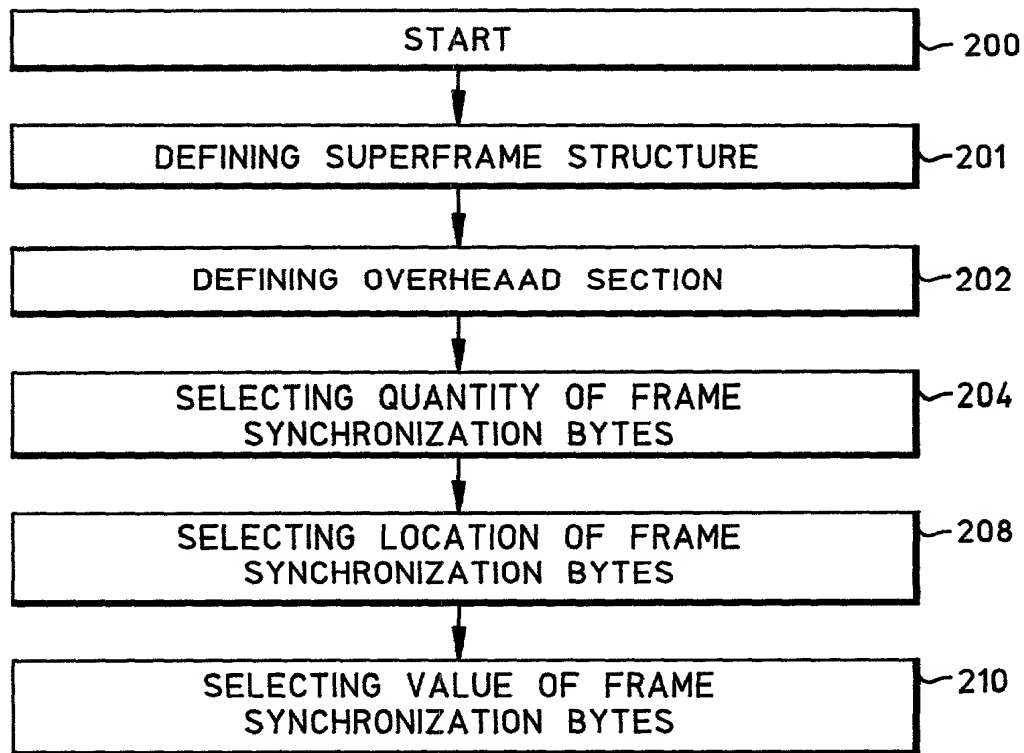 START
200
DEFINING SUPERFRAME STRUCTURE
201
DEFINING OVERHEAAD SECTION
202
SELECTING QUANTITY OF FRAME
SYNCHRONIZATION BYTES
204
SELECTING LOCATION OF FRAME
SYNCHRONIZATION BYTES
208
SELECTING VALUE OF FRAME
SYNCHRONIZATION BYTES
210